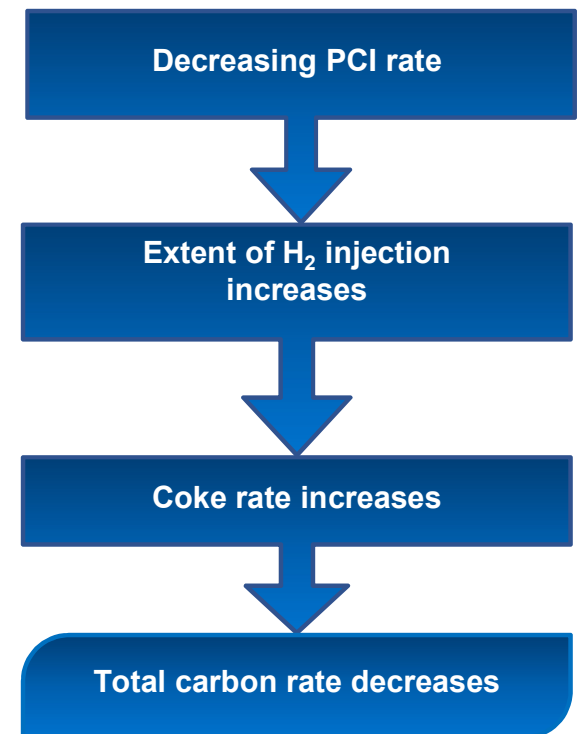 Decreasing PCI rate
Extent of H₂ injection
increases
Coke rate increases
Total carbon rate decreases